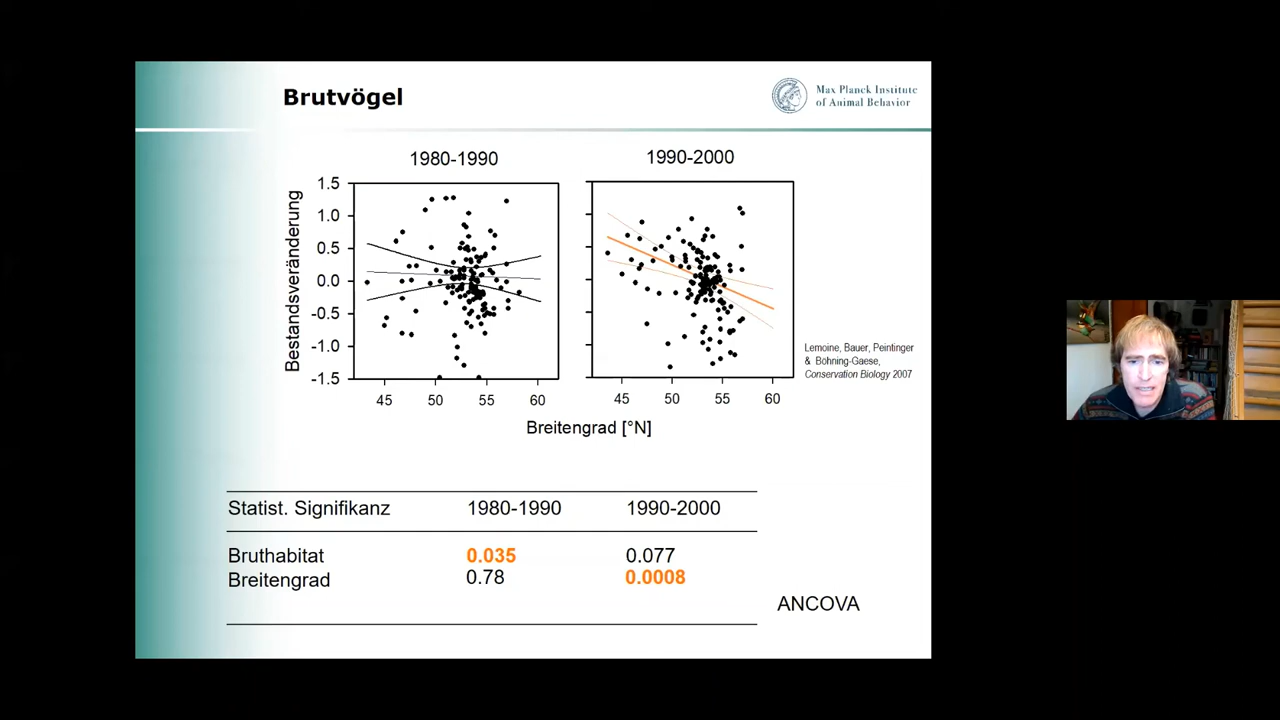 Brutvögel
Max Planck Institute
of Animal Behavior
1980-1990
1990-2000
Bestandsveränderung
1.5
1.0
0.5
0.0
-0.5
-1.0
-1.5
45 50 55 60
45 50 55 60
Breitengrad [°N]
Lemoine, Bauer, Peintinger
& Böhning-Gaese,
Conservation Biology 2007
Statist. Signifikanz 1980-1990 1990-2000
Bruthabitat 0.035 0.077
Breitengrad 0.78 0.0008
ANCOVA